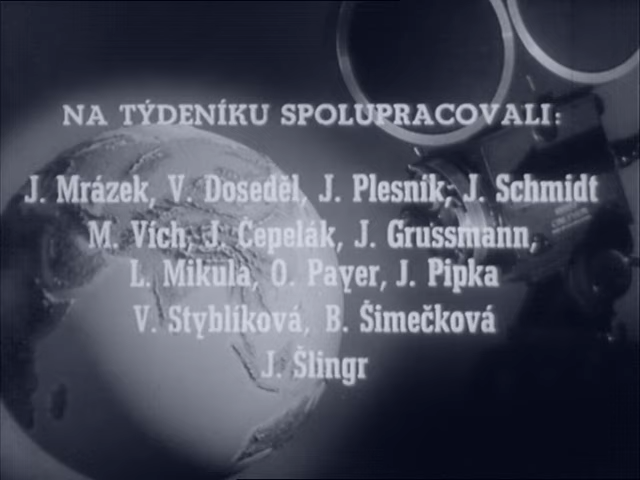 NA TÝDENÍKU SPOLUPRACOVALI:
J. Mrázek, V. Doseděl, J. Plesník, J. Schmidt
M. Vích, J. Čepelák, J. Grussmann,
L. Mikula, O. Payer, J. Pipka
V. Styblíková, B. Šimečková
J. Šlingr